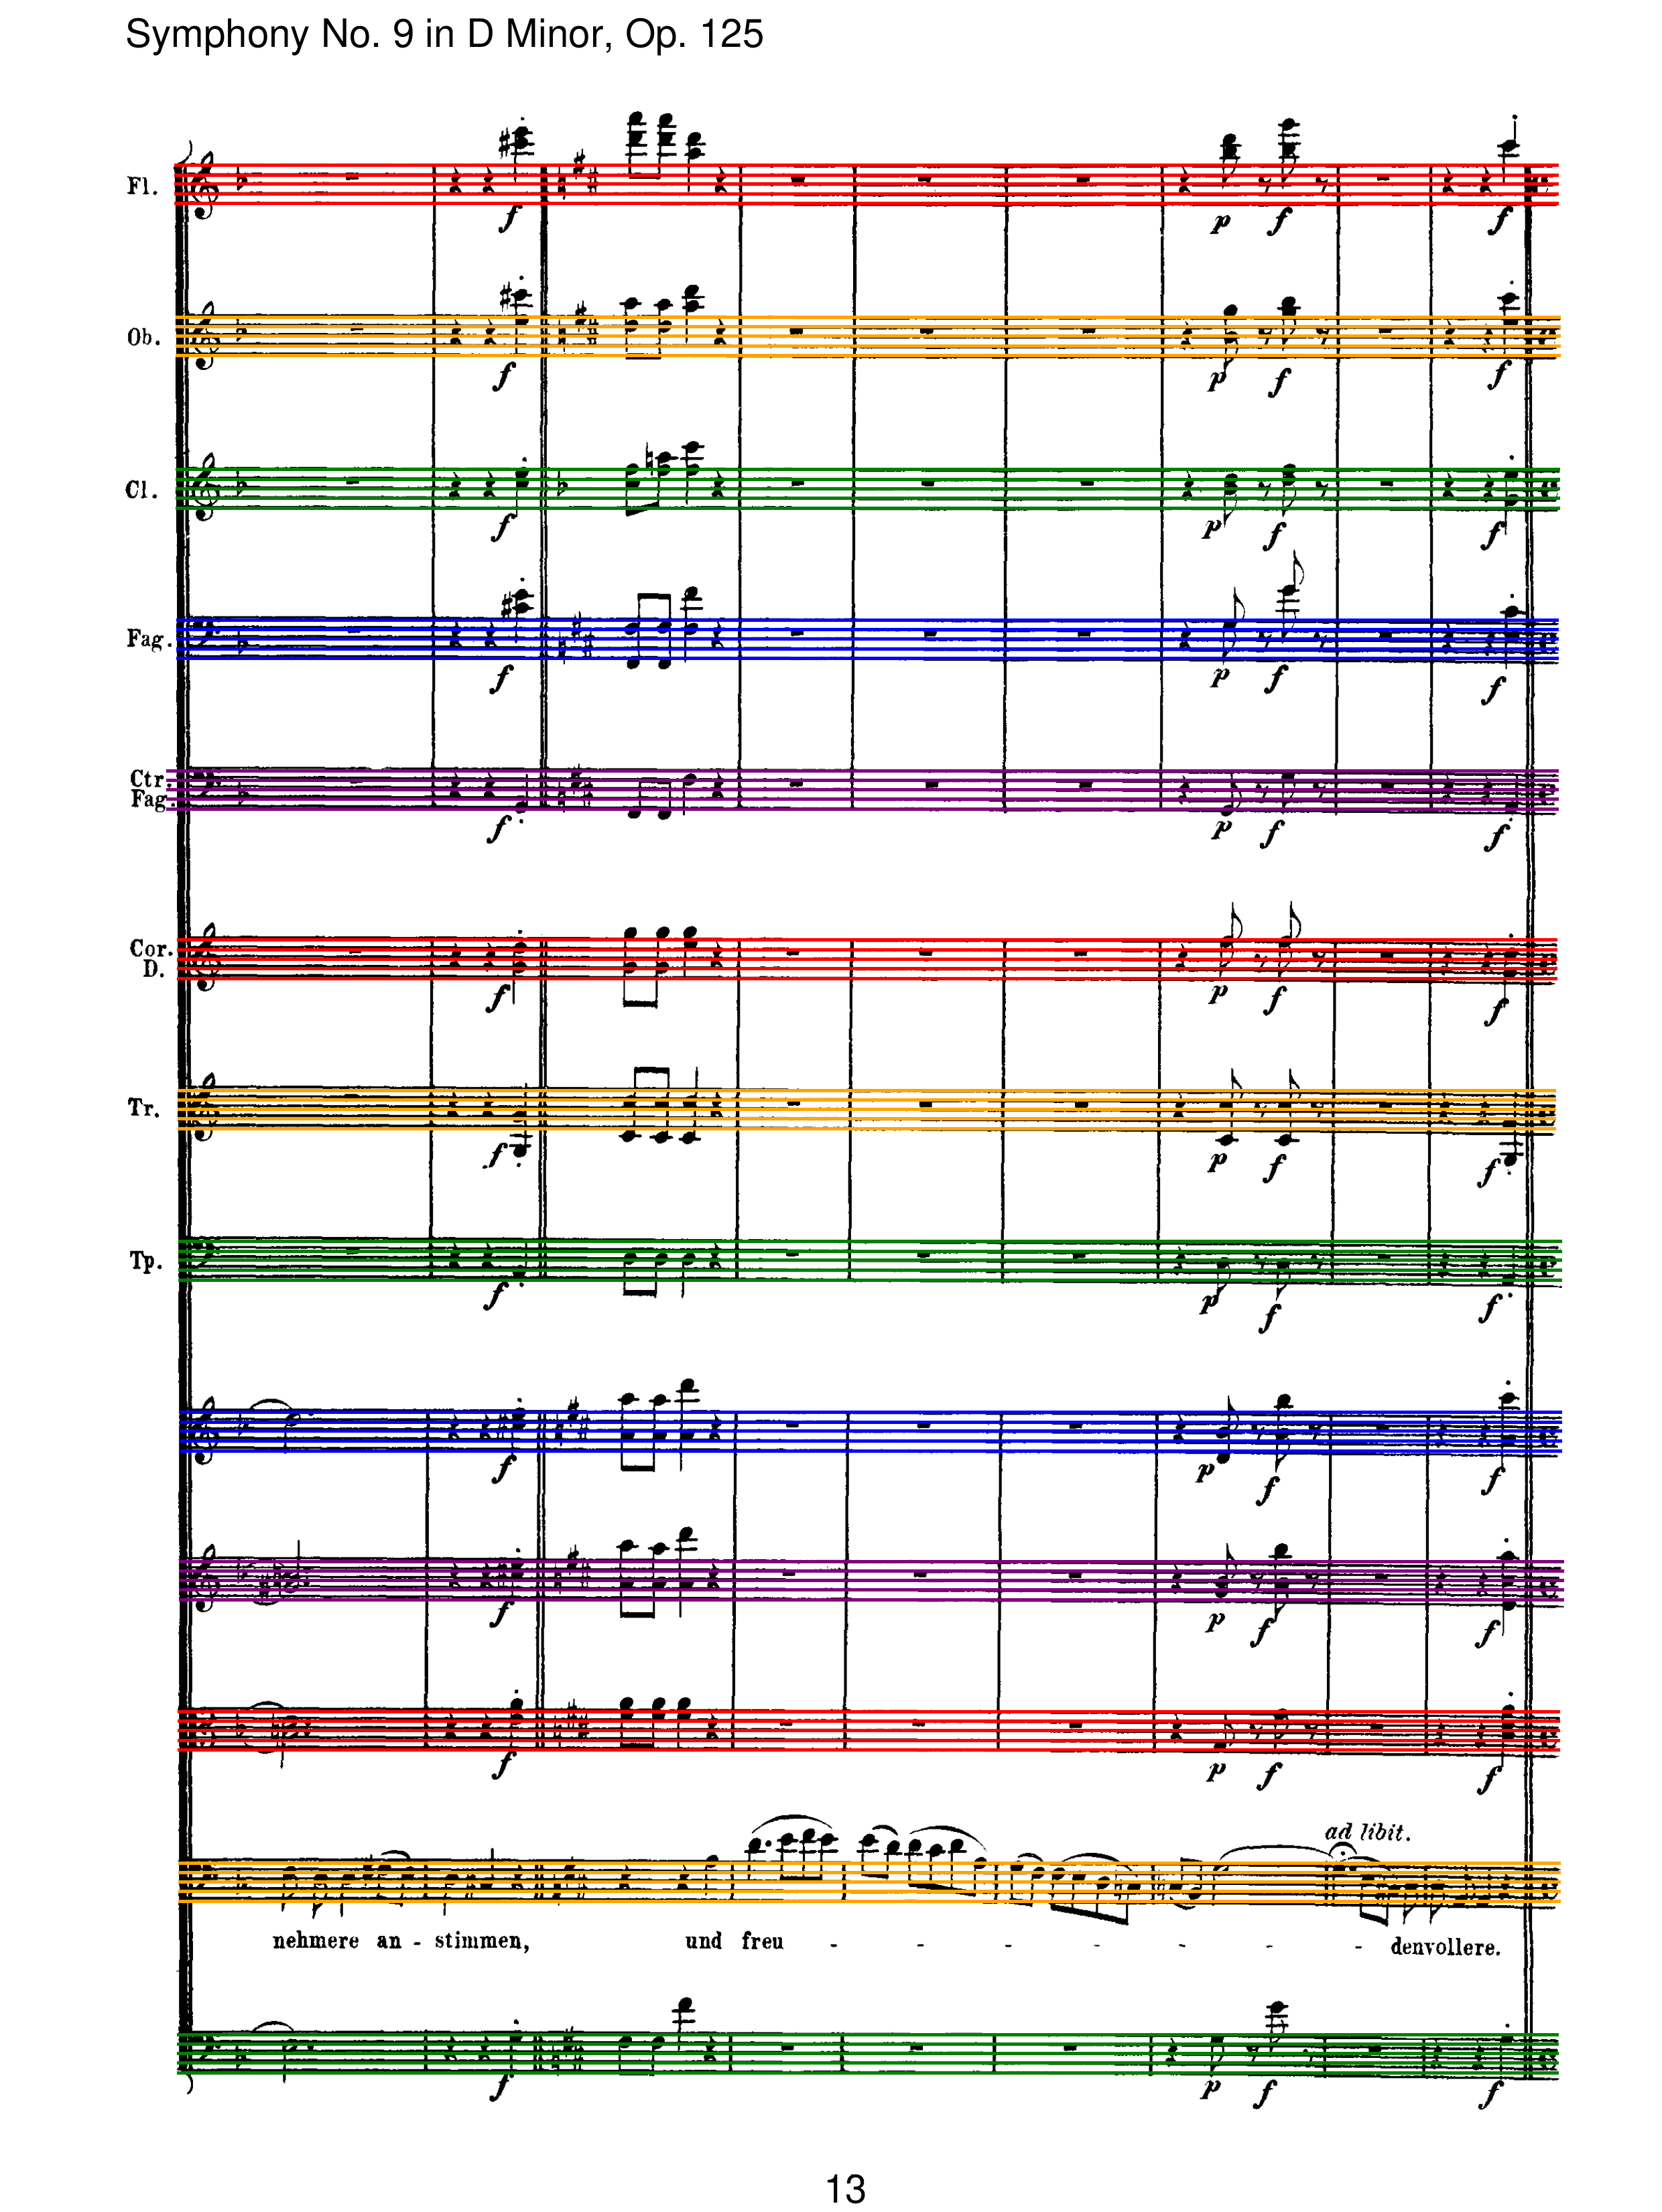 Symphony No. 9 in D Minor, Op. 125
Fl.
f
p
f
f
Ob.
f
p
f
f
Cl.
f
p
f
f
Fag.
f
p
f
f
Ctr.
Fag.
f
p
f
f
Cor.
D.
f
p
f
f
Tr.
f
p
f
f
Tp.
f
p
f
f
f
p
f
f
f
p
f
f
f
p
f
f
ad libit.
nehmere an - stimmen, und freu - - - - - - - denvollere.
f
p
f
f
13